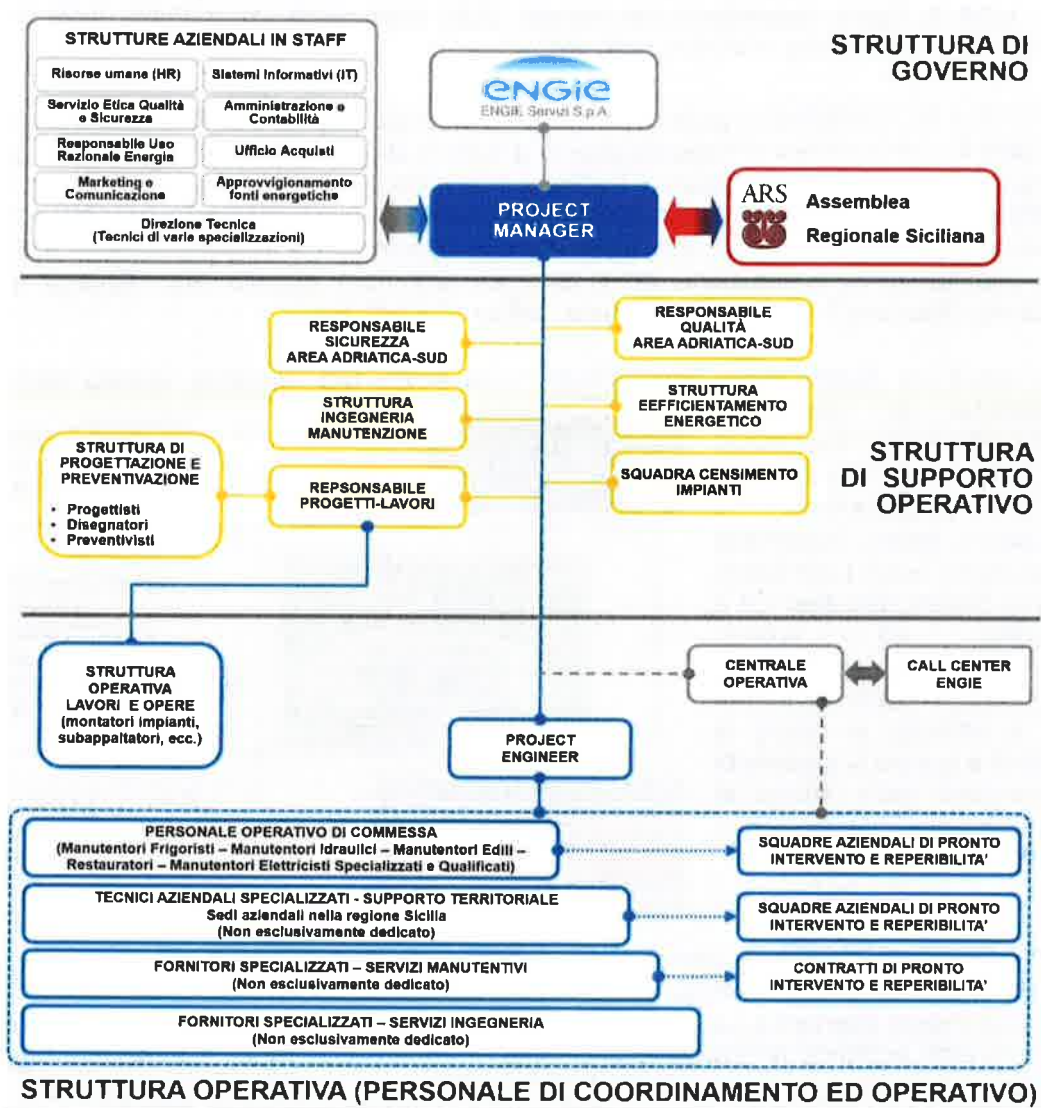 STRUTTURE AZIENDALI IN STAFF
Risorse umane (HR)
Sistemi Informativi (IT)
Servizio Etica Qualità
e Sicurezza
Amministrazione e
Contabilità
Responsabile Uso
Razionale Energia
Ufficio Acquisti
Marketing e
Comunicazione
Approvvigionamento
fonti energetiche
Direzione Tecnica
(Tecnici di varie specializzazioni)
ENGIE
ENGIE Servizi S.p.A.
STRUTTURA DI
GOVERNO
PROJECT
MANAGER
ARS
Assemblea
Regionale Siciliana
RESPONSABILE
SICUREZZA
AREA ADRIATICA-SUD
RESPONSABILE
QUALITÀ
AREA ADRIATICA-SUD
STRUTTURA
INGEGNERIA
MANUTENZIONE
STRUTTURA
EEFFICIENTAMENTO
ENERGETICO
STRUTTURA DI
PROGETTAZIONE E
PREVENTIVAZIONE
• Progettisti
• Disegnatori
• Preventivisti
REPSONSABILE
PROGETTI-LAVORI
SQUADRA CENSIMENTO
IMPIANTI
STRUTTURA
DI SUPPORTO
OPERATIVO
STRUTTURA
OPERATIVA
LAVORI E OPERE
(montatori impianti,
subappaltatori, ecc.)
CENTRALE
OPERATIVA
CALL CENTER
ENGIE
PROJECT
ENGINEER
PERSONALE OPERATIVO DI COMMESSA
(Manutentori Frigoristi – Manutentori Idraulici – Manutentori Edili –
Restauratori – Manutentori Elettricisti Specializzati e Qualificati)
SQUADRE AZIENDALI DI PRONTO
INTERVENTO E REPERIBILITA'
TECNICI AZIENDALI SPECIALIZZATI - SUPPORTO TERRITORIALE
Sedi aziendali nella regione Sicilia
(Non esclusivamente dedicato)
SQUADRE AZIENDALI DI PRONTO
INTERVENTO E REPERIBILITA'
FORNITORI SPECIALIZZATI – SERVIZI MANUTENTIVI
(Non esclusivamente dedicato)
CONTRATTI DI PRONTO
INTERVENTO E REPERIBILITA'
FORNITORI SPECIALIZZATI – SERVIZI INGEGNERIA
(Non esclusivamente dedicato)
STRUTTURA OPERATIVA (PERSONALE DI COORDINAMENTO ED OPERATIVO)